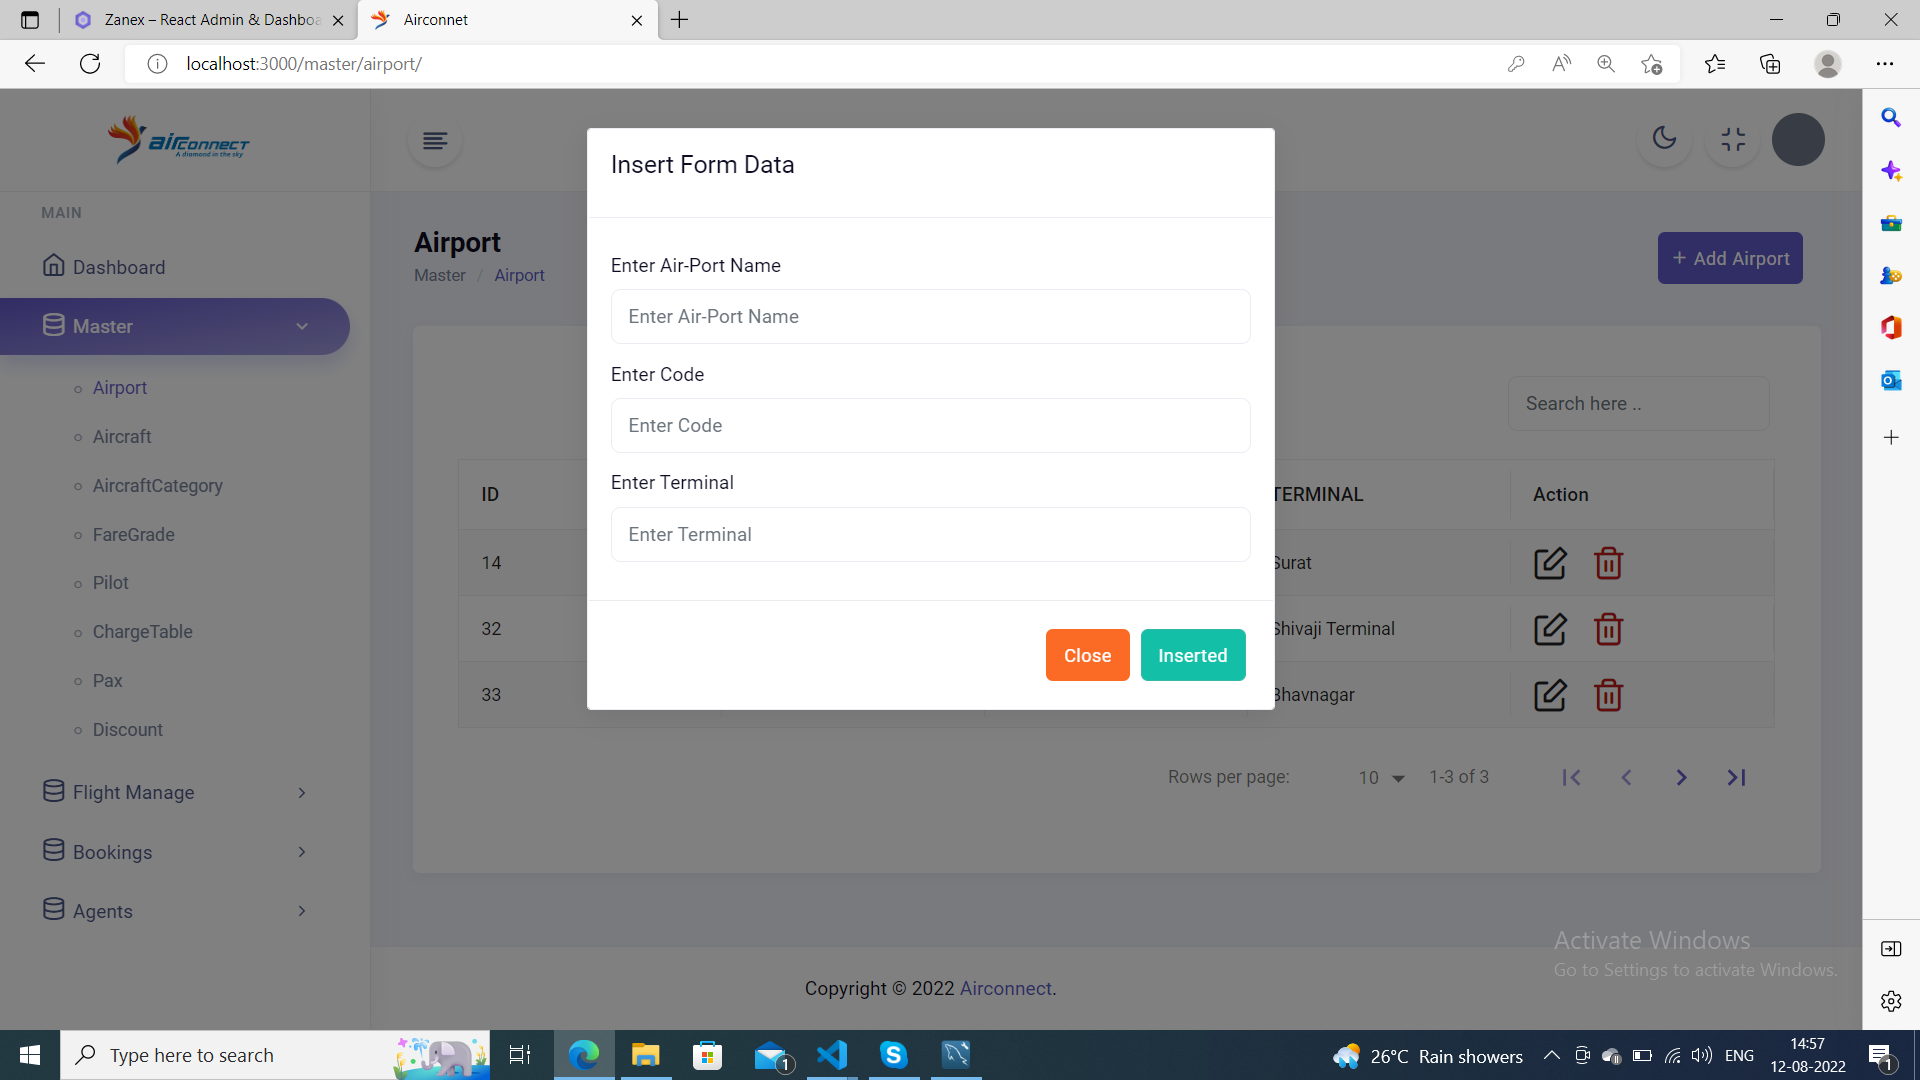 Zanex – React Admin & Dashboa
Airconnet
localhost:3000/master/airport/
airconnect
A diamond in the sky
MAIN
Dashboard
Master
Airport
Aircraft
AircraftCategory
FareGrade
Pilot
ChargeTable
Pax
Discount
Flight Manage
Bookings
Agents
Airport
Master / Airport
+ Add Airport
Search here ..
ID
TERMINAL
Action
14
Surat
32
Shivaji Terminal
33
Bhavnagar
Rows per page:
10
1-3 of 3
Insert Form Data
Enter Air-Port Name
Enter Air-Port Name
Enter Code
Enter Code
Enter Terminal
Enter Terminal
Close
Inserted
Activate Windows
Go to Settings to activate Windows.
Copyright © 2022 Airconnect.
Type here to search
1
26°C Rain showers
ENG
14:57
12-08-2022
1